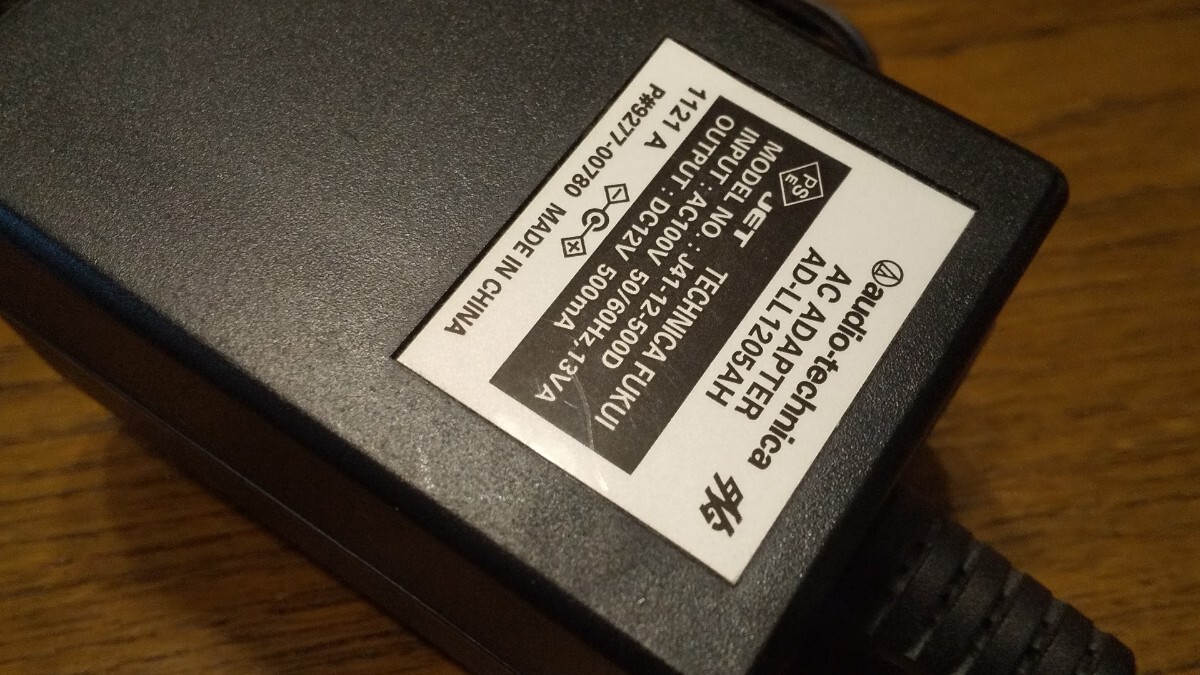 audio-technica
AC ADAPTER
AD-LL1205AH
PSE JET TECHNICA FUKUI
MODEL NO. : J41-12-500D
INPUT : AC100V 50/60Hz,13VA
OUTPUT : DC12V 500mA
1121 A
P#9277-00780 MADE IN CHINA